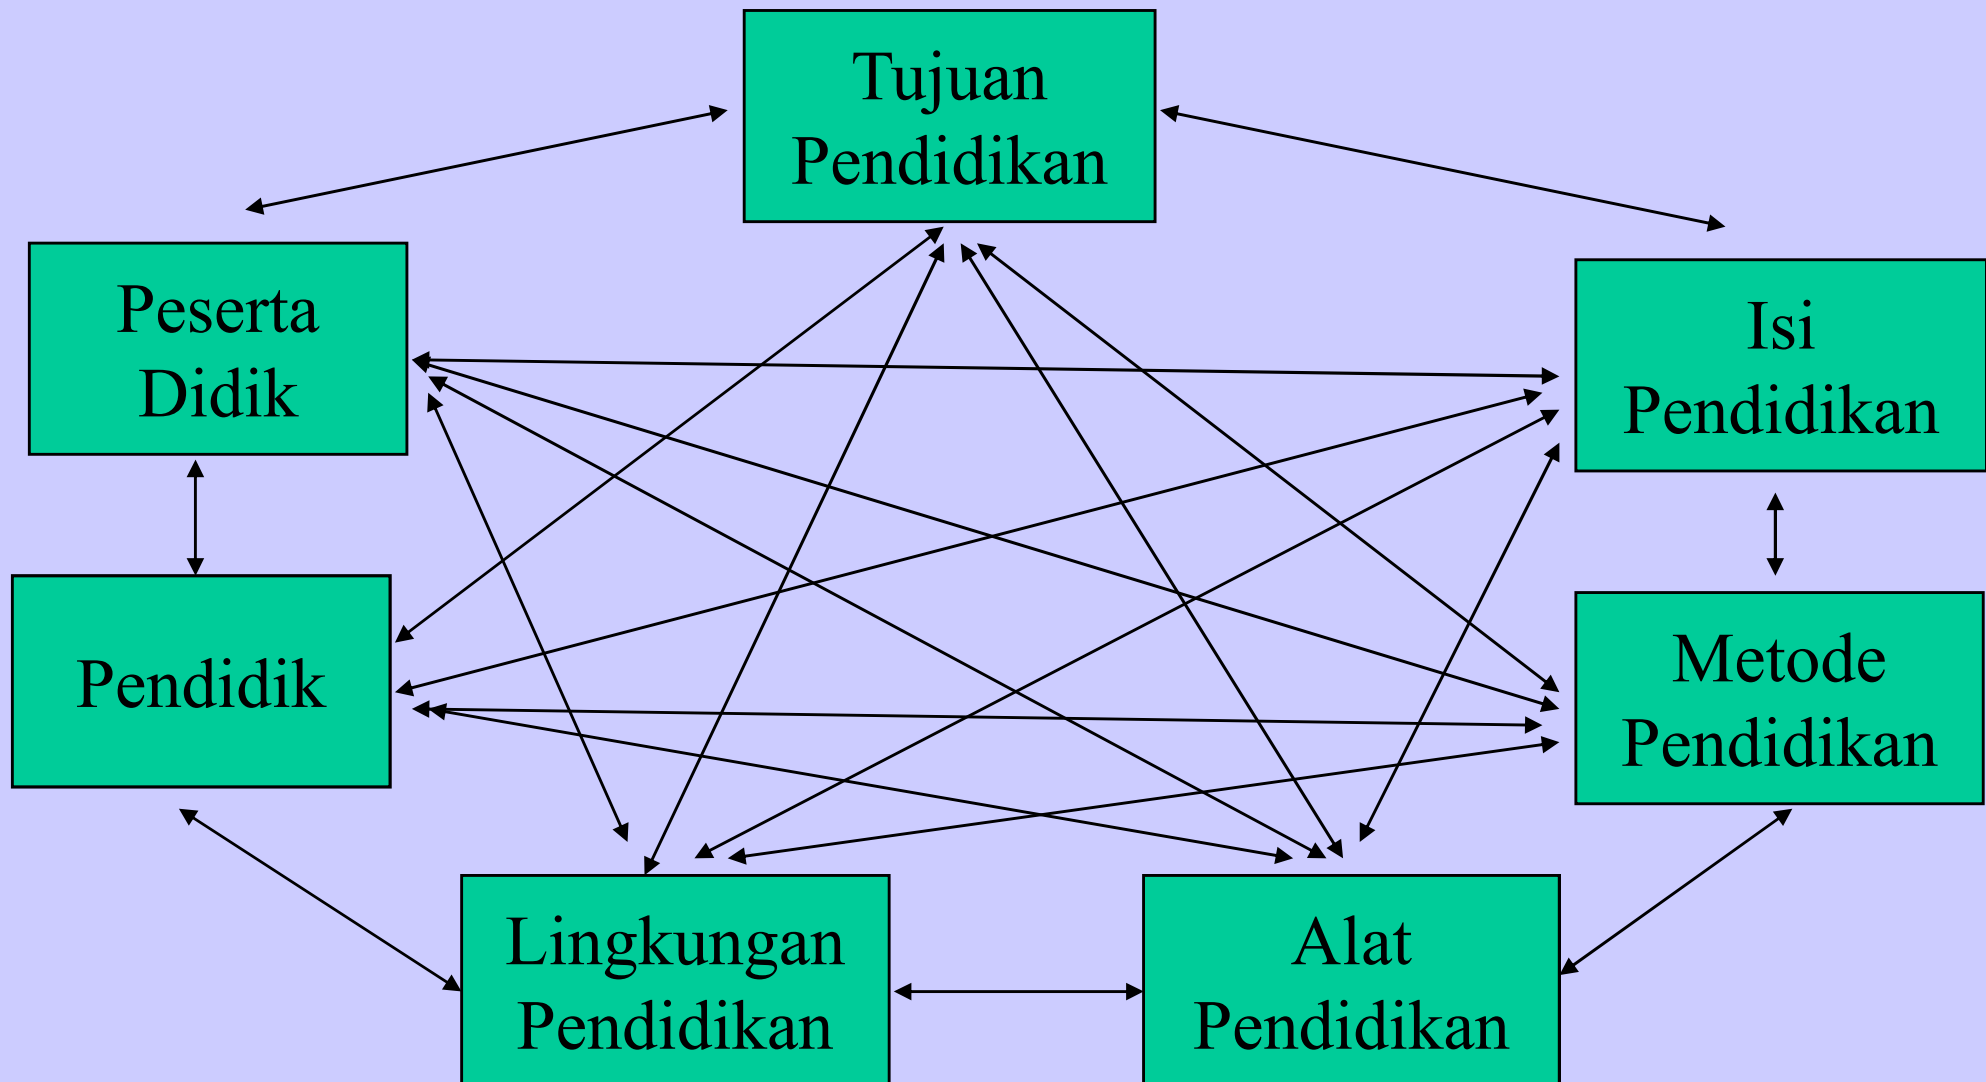 Tujuan
Pendidikan
Peserta
Didik
Isi
Pendidikan
Pendidik
Metode
Pendidikan
Lingkungan
Pendidikan
Alat
Pendidikan